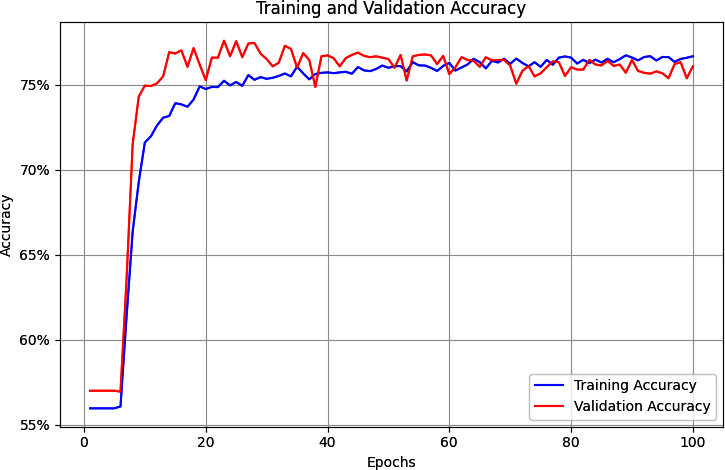 Training and Validation Accuracy
Accuracy
75%
70%
65%
60%
55%
0 20 40 60 80 100
Epochs
Training Accuracy
Validation Accuracy